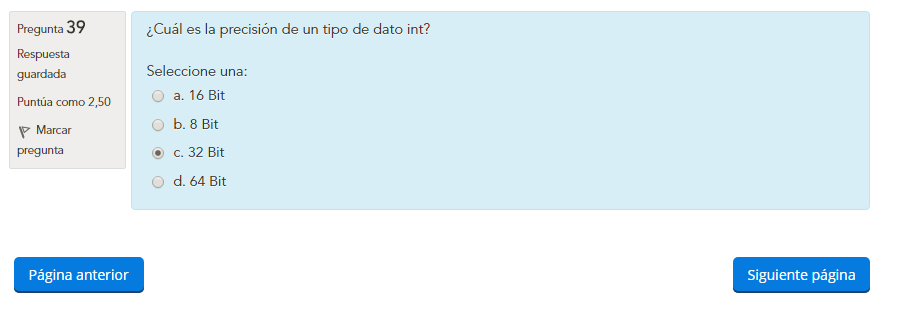 Pregunta 39
Respuesta
guardada
Puntúa como 2,50
Marcar
pregunta
¿Cuál es la precisión de un tipo de dato int?
Seleccione una:
a. 16 Bit
b. 8 Bit
c. 32 Bit
d. 64 Bit
Página anterior
Siguiente página